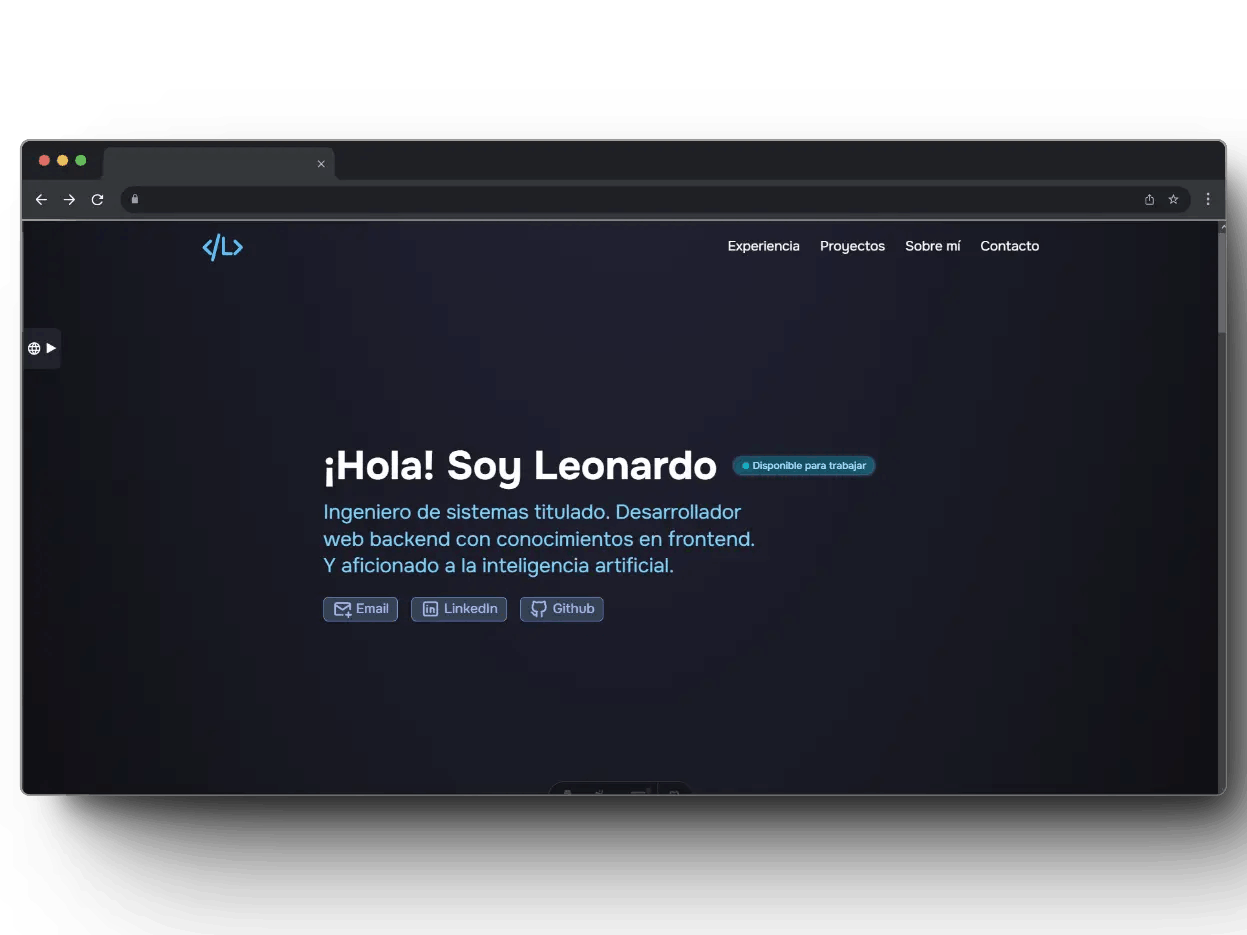 </L>
Experiencia Proyectos Sobre mí Contacto
¡Hola! Soy Leonardo
Disponible para trabajar
Ingeniero de sistemas titulado. Desarrollador
web backend con conocimientos en frontend.
Y aficionado a la inteligencia artificial.
Email LinkedIn Github